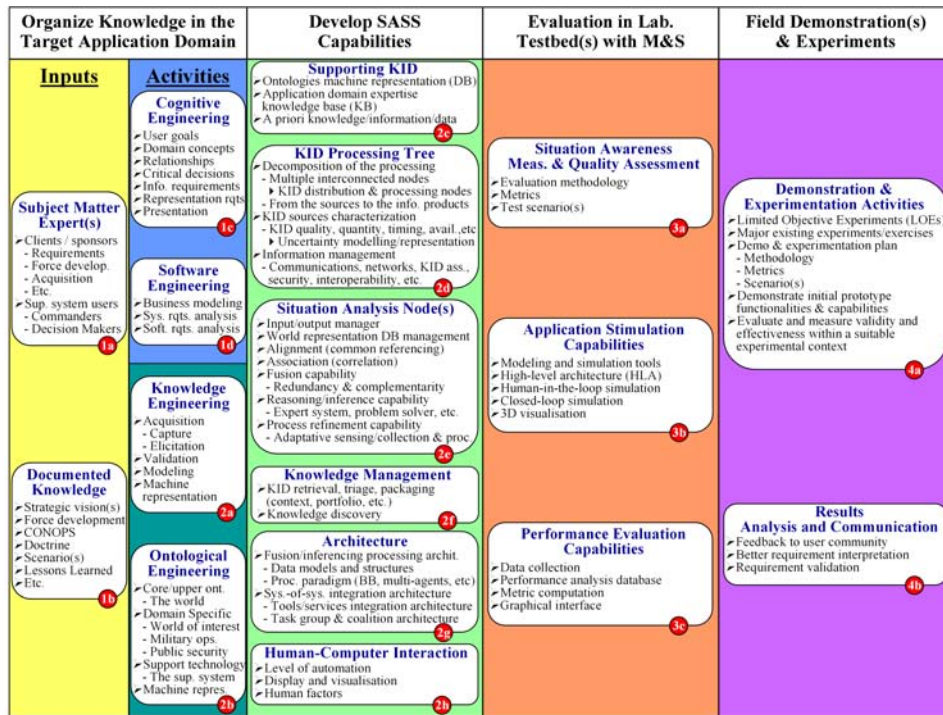 Organize Knowledge in the
Target Application Domain
Develop SASS
Capabilities
Evaluation in Lab.
Testbed(s) with M&S
Field Demonstration(s)
& Experiments
Inputs
Subject Matter
Expert(s)
➢ Clients / sponsors
- Requirements
- Force develop.
- Acquisition
- Etc.
➢ Sup. system users
- Commanders
- Decision Makers
1a
Documented
Knowledge
➢ Strategic vision(s)
➢ Force development
➢ CONOPS
➢ Doctrine
➢ Scenario(s)
➢ Lessons Learned
➢ Etc.
1b
Activities
Cognitive
Engineering
➢ User goals
➢ Domain concepts
➢ Relationships
➢ Critical decisions
➢ Info. requirements
➢ Representation rqts
➢ Presentation
1c
Software
Engineering
➢ Business modeling
➢ Sys. rqts. analysis
➢ Soft. rqts. analysis
1d
Knowledge
Engineering
➢ Acquisition
- Capture
- Elicitation
➢ Validation
➢ Modeling
➢ Machine
representation
2a
Ontological
Engineering
➢ Core/upper ont.
- The world
➢ Domain Specific
- World of interest
- Military ops.
- Public security
➢ Support technology
- The sup. system
➢ Machine repres.
2b
Supporting KID
➢ Ontologies machine representation (DB)
➢ Application domain expertise
knowledge base (KB)
➢ A priori knowledge/information/data
2c
KID Processing Tree
➢ Decomposition of the processing
- Multiple interconnected nodes
▸ KID distribution & processing nodes
- From the sources to the info. products
➢ KID sources characterization
- KID quality, quantity, timing, avail.,etc
▸ Uncertainty modelling/representation
➢ Information management
- Communications, networks, KID ass.,
security, interoperability, etc.
2d
Situation Analysis Node(s)
➢ Input/output manager
➢ World representation DB management
➢ Alignment (common referencing)
➢ Association (correlation)
➢ Fusion capability
- Redundancy & complementarity
➢ Reasoning/inference capability
- Expert system, problem solver, etc.
➢ Process refinement capability
- Adaptative sensing/collection & proc.
2e
Knowledge Management
➢ KID retrieval, triage, packaging
(context, portfolio, etc.)
➢ Knowledge discovery
2f
Architecture
➢ Fusion/inferencing processing archit.
- Data models and structures
- Proc. paradigm (BB, multi-agents, etc)
➢ Sys.-of-sys. integration architecture
- Tools/services integration architecture
- Task group & coalition architecture
2g
Human-Computer Interaction
➢ Level of automation
➢ Display and visualisation
➢ Human factors
2h
Situation Awareness
Meas. & Quality Assessment
➢ Evaluation methodology
➢ Metrics
➢ Test scenario(s)
3a
Application Stimulation
Capabilities
➢ Modeling and simulation tools
➢ High-level architecture (HLA)
➢ Human-in-the-loop simulation
➢ Closed-loop simulation
➢ 3D visualisation
3b
Performance Evaluation
Capabilities
➢ Data collection
➢ Performance analysis database
➢ Metric computation
➢ Graphical interface
3c
Demonstration &
Experimentation Activities
➢ Limited Objective Experiments (LOEs)
➢ Major existing experiments/exercises
➢ Demo & experimentation plan
- Methodology
- Metrics
- Scenario(s)
➢ Demonstrate initial prototype
functionalities & capabilities
➢ Evaluate and measure validity and
effectiveness within a suitable
experimental context
4a
Results
Analysis and Communication
➢ Feedback to user community
➢ Better requirement interpretation
➢ Requirement validation
4b